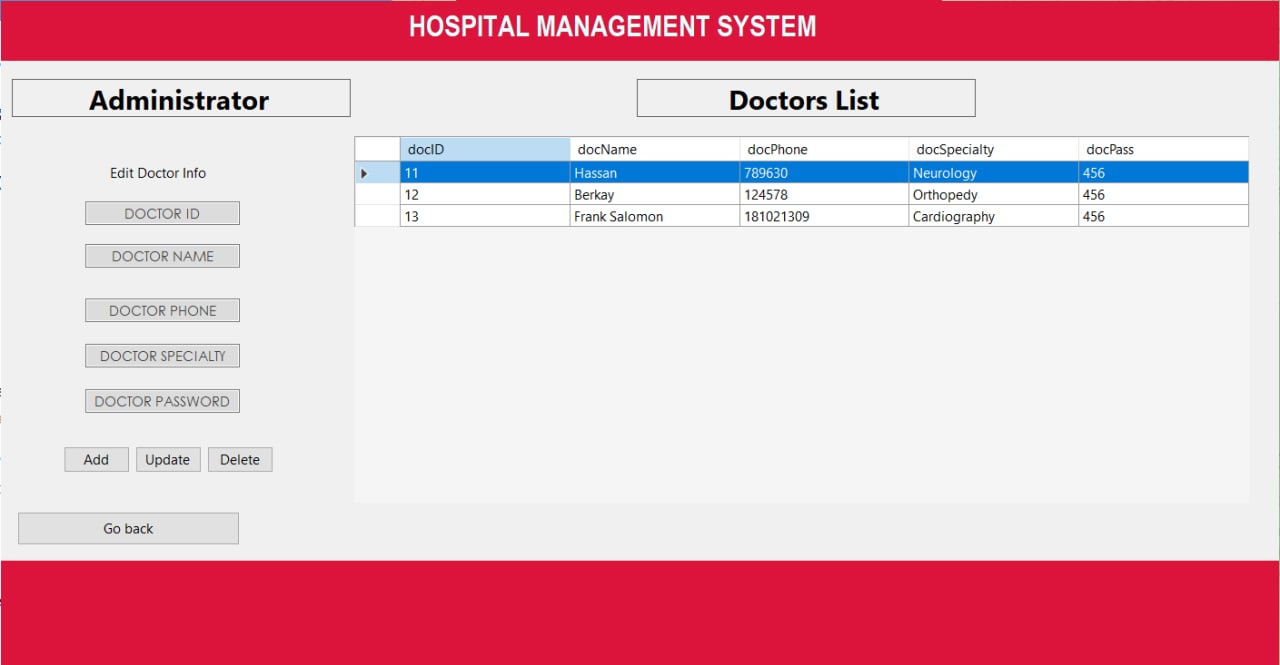 HOSPITAL MANAGEMENT SYSTEM
Administrator
Doctors List
Edit Doctor Info
DOCTOR ID
DOCTOR NAME
DOCTOR PHONE
DOCTOR SPECIALTY
DOCTOR PASSWORD
Add Update Delete
Go back
docID docName docPhone docSpecialty docPass
11 Hassan 789630 Neurology 456
12 Berkay 124578 Orthopedy 456
13 Frank Salomon 181021309 Cardiography 456